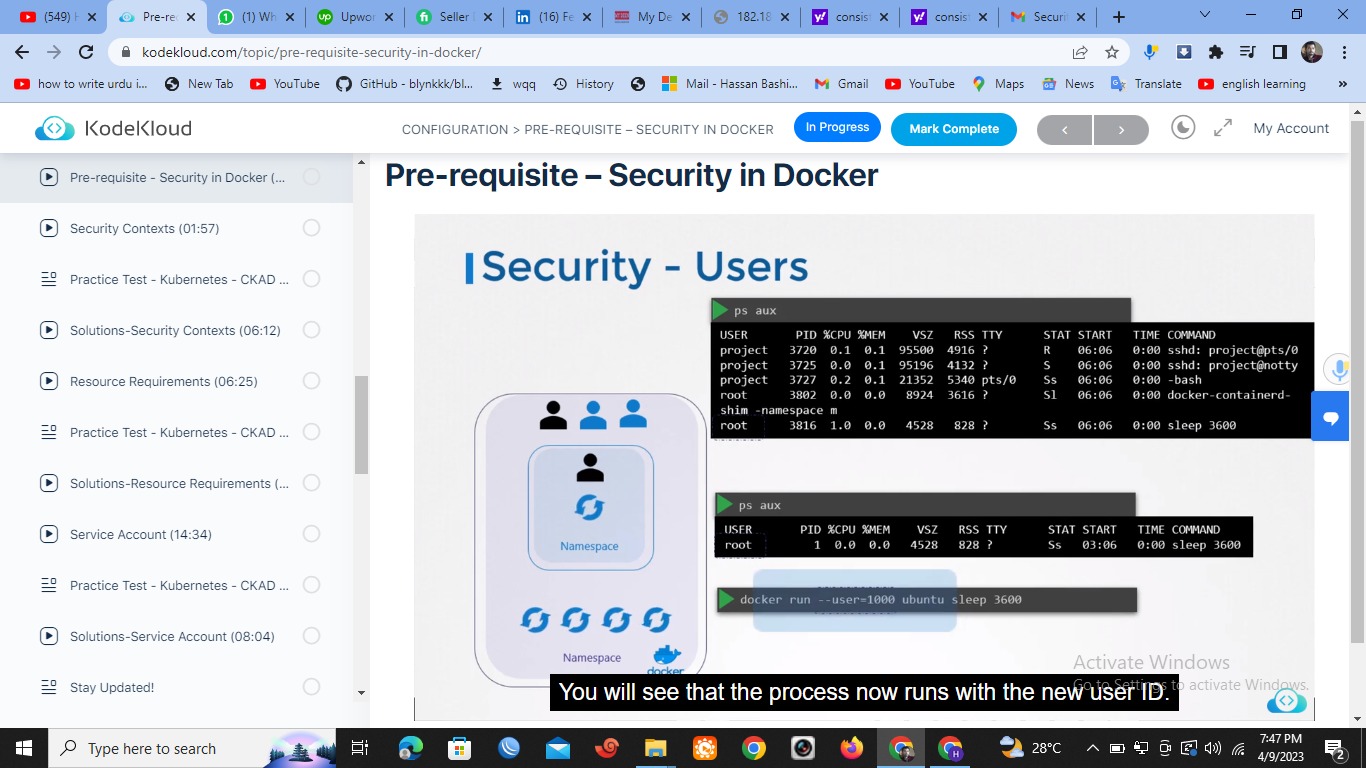 (549) I
Pre-re
(1) Wh
Upwor
Seller |
(16) Fe
My De
182.18
consist
consist
Securit
kodekloud.com/topic/pre-requisite-security-in-docker/
how to write urdu i...
New Tab
YouTube
GitHub - blynkkk/bl...
wqq
History
Mail - Hassan Bashi...
Gmail
YouTube
Maps
News
Translate
english learning
»
KodeKloud
CONFIGURATION > PRE-REQUISITE – SECURITY IN DOCKER
In Progress
Mark Complete
My Account
Pre-requisite - Security in Docker (...
Security Contexts (01:57)
Practice Test - Kubernetes - CKAD ...
Solutions-Security Contexts (06:12)
Resource Requirements (06:25)
Practice Test - Kubernetes - CKAD ...
Solutions-Resource Requirements (...
Service Account (14:34)
Practice Test - Kubernetes - CKAD ...
Solutions-Service Account (08:04)
Stay Updated!
Pre-requisite – Security in Docker
Security - Users
ps aux
USER PID %CPU %MEM VSZ RSS TTY STAT START TIME COMMAND
project 3720 0.1 0.1 95500 4916 ? R 06:06 0:00 sshd: project@pts/0
project 3725 0.0 0.1 95196 4132 ? S 06:06 0:00 sshd: project@notty
project 3727 0.2 0.1 21352 5340 pts/0 Ss 06:06 0:00 -bash
root 3802 0.0 0.0 8924 3616 ? Sl 06:06 0:00 docker-containerd-
shim -namespace m
root 3816 1.0 0.0 4528 828 ? Ss 06:06 0:00 sleep 3600
Namespace
ps aux
USER PID %CPU %MEM VSZ RSS TTY STAT START TIME COMMAND
root 1 0.0 0.0 4528 828 ? Ss 03:06 0:00 sleep 3600
docker run --user=1000 ubuntu sleep 3600
Namespace
docker
You will see that the process now runs with the new user ID.
Activate Windows
Go to Settings to activate Windows.
Type here to search
28°C
7:47 PM
4/9/2023
2